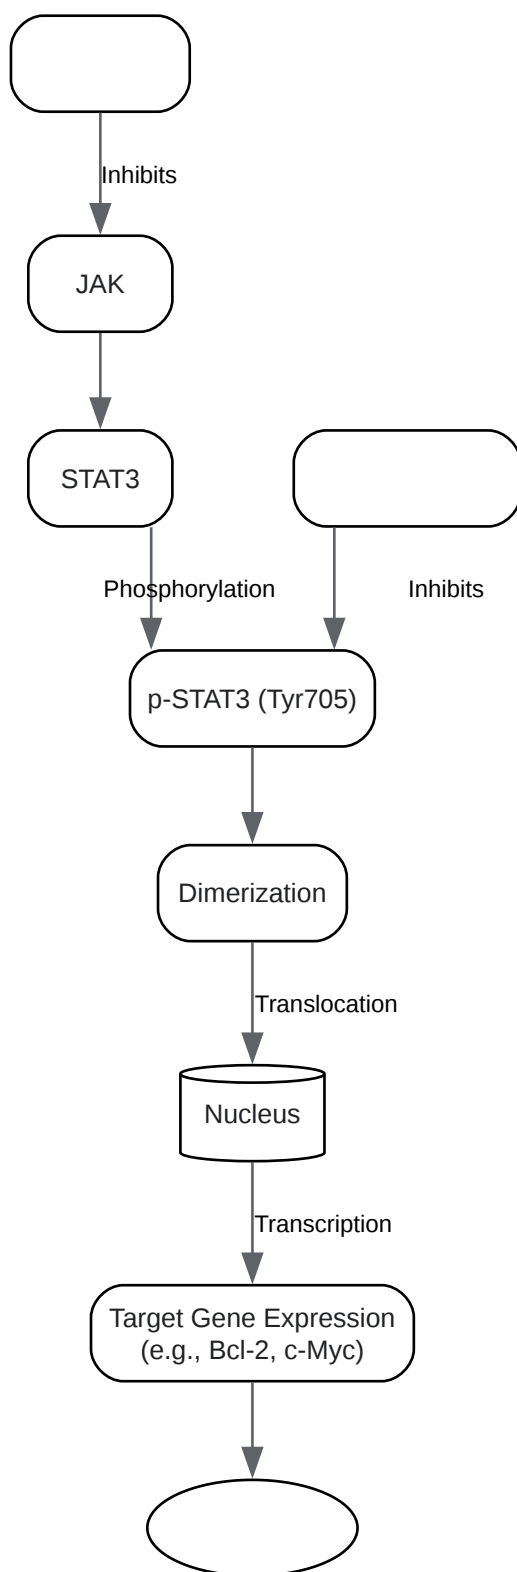 Inhibits
JAK
STAT3
Phosphorylation
Inhibits
p-STAT3 (Tyr705)
Dimerization
Translocation
Nucleus
Transcription
Target Gene Expression
(e.g., Bcl-2, c-Myc)